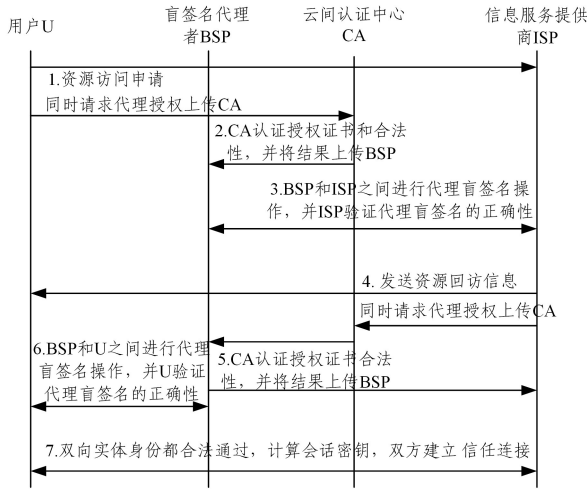 用户U
盲签名代理
者BSP
云间认证中心
CA
信息服务提供
商ISP
1.资源访问申请
同时请求代理授权上传CA
2.CA认证授权证书和合法
性，并将结果上传BSP
3.BSP和ISP之间进行代理盲签名操
作，并ISP验证代理盲签名的正确性
4. 发送资源回访信息
同时请求代理授权上传CA
6.BSP和U之间进行代理
盲签名操作，并U验证
代理盲签名的正确性
5.CA认证授权证书合法
性，并将结果上传BSP
7.双向实体身份都合法通过，计算会话密钥，双方建立信任连接